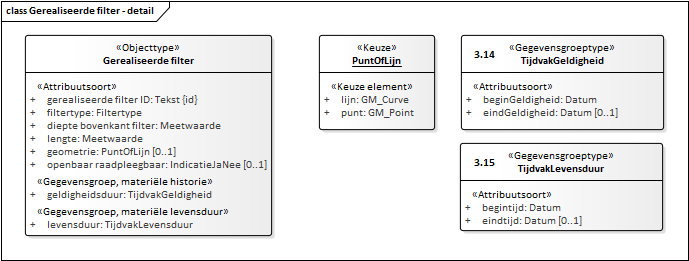 class Gerealiseerde filter - detail
«Objecttype»
Gerealiseerde filter
«Attribuutsoort»
+ gerealiseerde filter ID: Tekst {id}
+ filtertype: Filtertype
+ diepte bovenkant filter: Meetwaarde
+ lengte: Meetwaarde
+ geometrie: PuntOfLijn [0..1]
+ openbaar raadpleegbaar: IndicatieJaNee [0..1]
«Gegevensgroep, materiële historie»
+ geldigheidsduur: TijdvakGeldigheid
«Gegevensgroep, materiële levensduur»
+ levensduur: TijdvakLevensduur
«Keuze»
PuntOfLijn
«Keuze element»
+ lijn: GM_Curve
+ punt: GM_Point
3.14 «Gegevensgroeptype»
TijdvakGeldigheid
«Attribuutsoort»
+ beginGeldigheid: Datum
+ eindGeldigheid: Datum [0..1]
3.15 «Gegevensgroeptype»
TijdvakLevensduur
«Attribuutsoort»
+ begintijd: Datum
+ eindtijd: Datum [0..1]